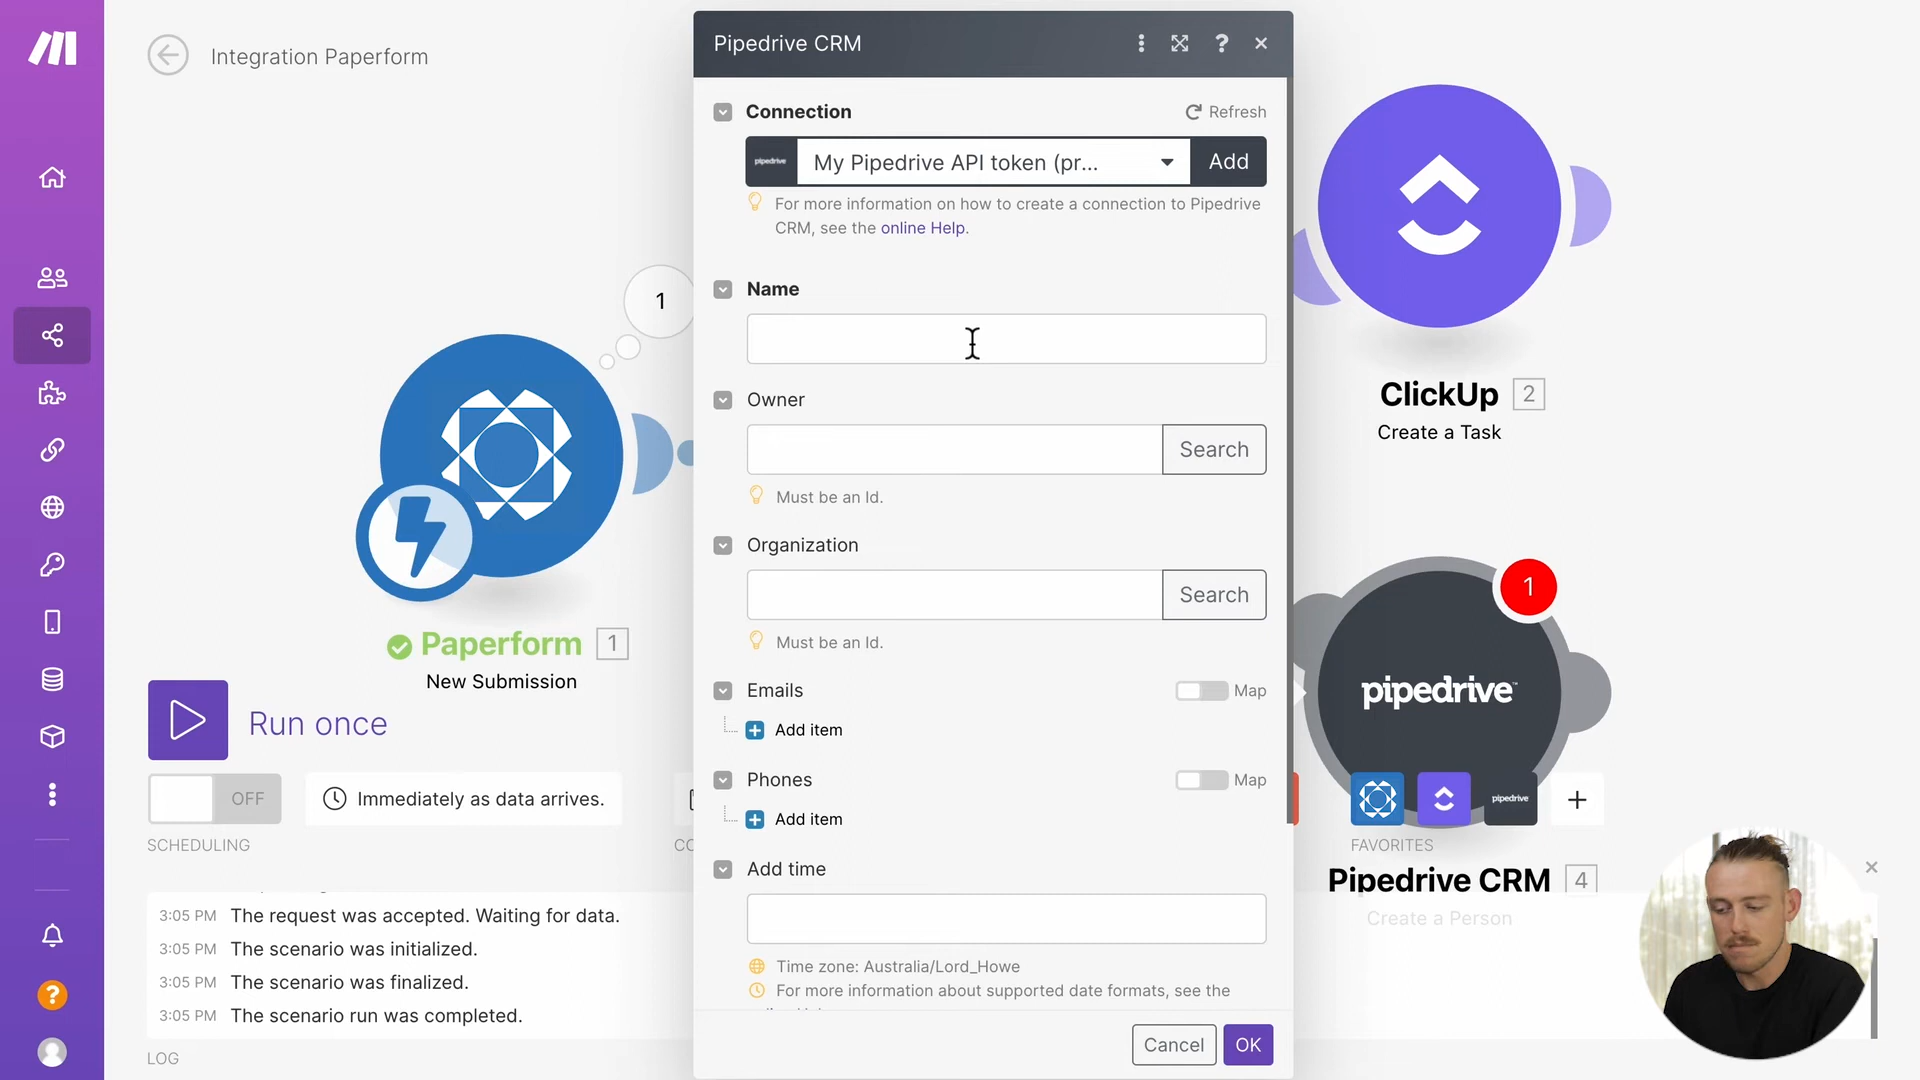 Integration Paperform
1
Paperform 1
New Submission
Run once
OFF
Immediately as data arrives.
SCHEDULING
CO
3:05 PM The request was accepted. Waiting for data.
3:05 PM The scenario was initialized.
3:05 PM The scenario was finalized.
3:05 PM The scenario run was completed.
LOG
?
Pipedrive CRM
?
Connection
Refresh
pipedrive
My Pipedrive API token (pr...
Add
For more information on how to create a connection to Pipedrive
CRM, see the online Help.
Name
Owner
Search
Must be an Id.
Organization
Search
Must be an Id.
Emails
Map
Add item
Phones
Map
Add item
Add time
Time zone: Australia/Lord_Howe
For more information about supported date formats, see the
Cancel
OK
ClickUp 2
Create a Task
1
pipedrive™
pipedrive
FAVORITES
Pipedrive CRM 4
Create a Person